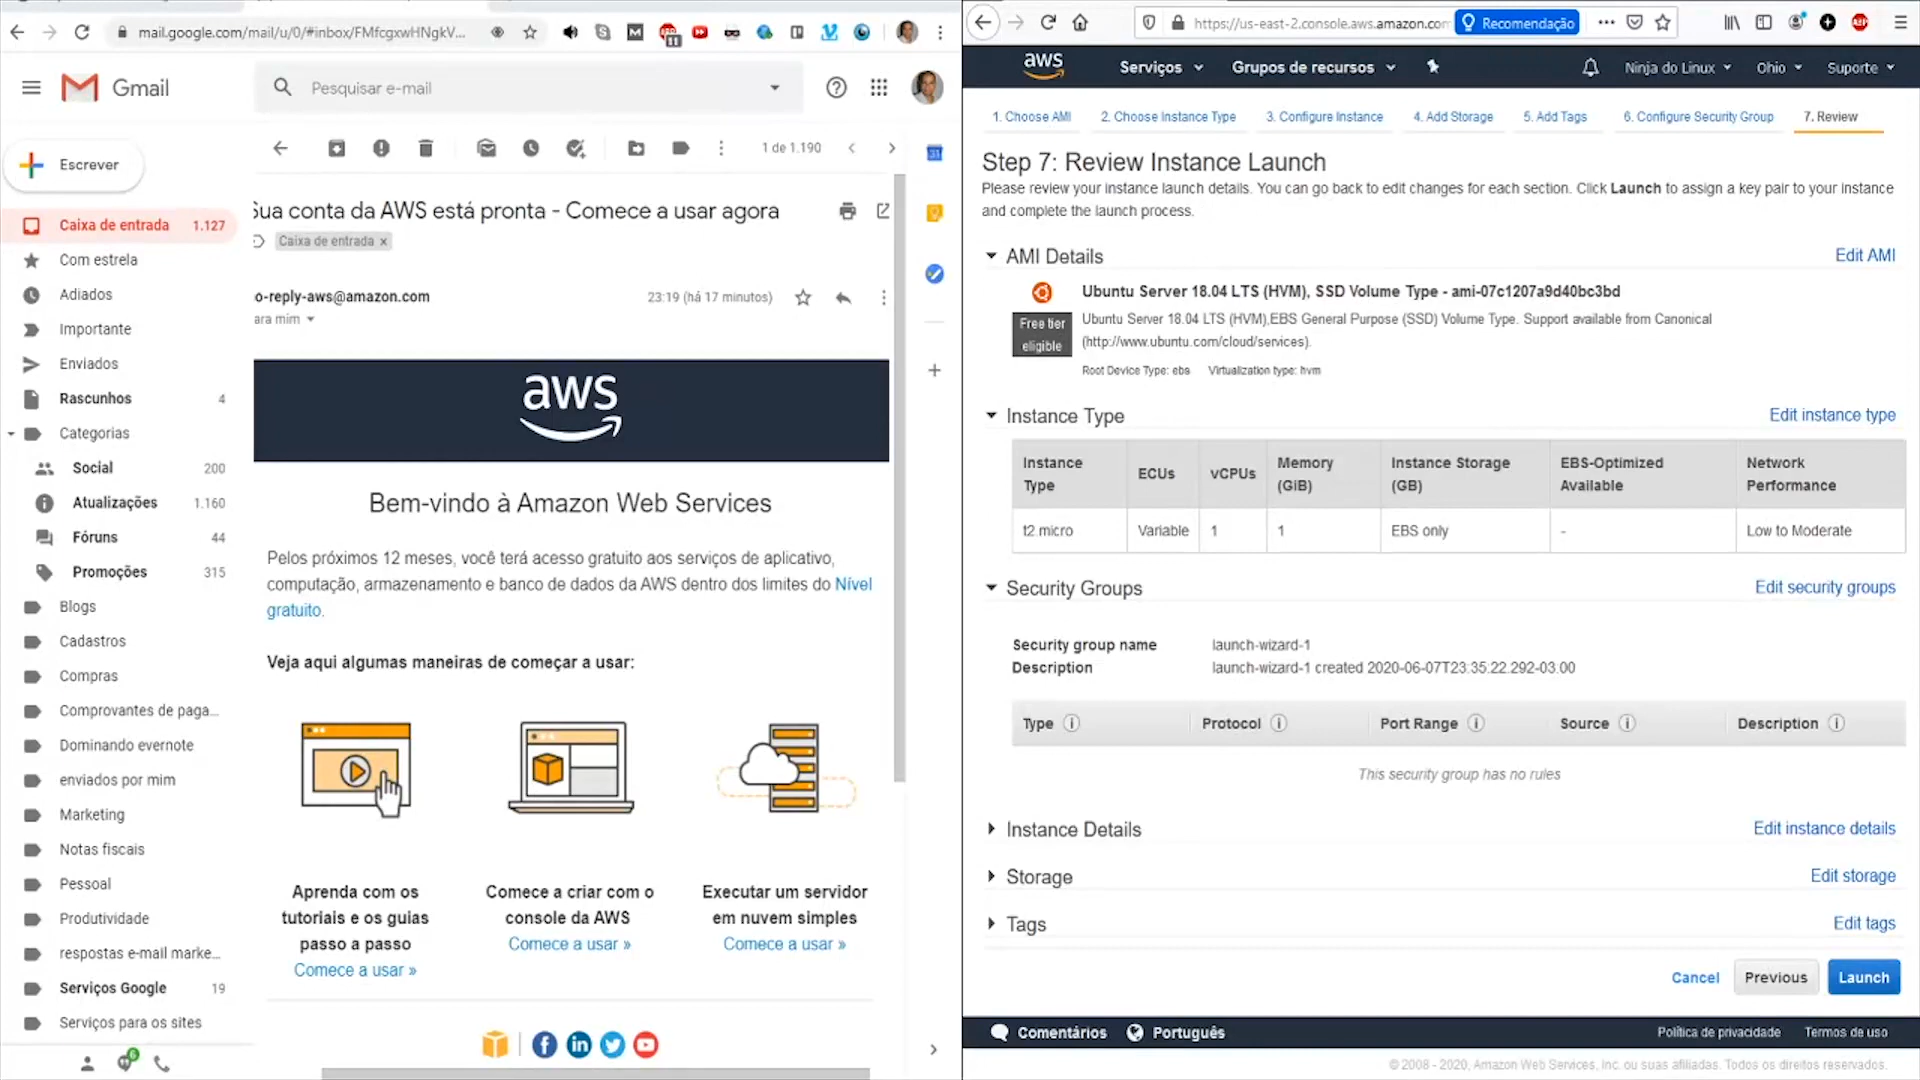 mail.google.com/mail/u/0/#inbox/FMfcgxwHNgkV...
11
Gmail
Pesquisar e-mail
Escrever
1 de 1.190
Caixa de entrada 1.127
Com estrela
Adiados
Importante
Enviados
Rascunhos 4
Categorias
Social 200
Atualizações 1.160
Fóruns 44
Promoções 315
Blogs
Cadastros
Compras
Comprovantes de paga...
Dominando evernote
enviados por mim
Marketing
Notas fiscais
Pessoal
Produtividade
respostas e-mail marke...
Serviços Google 19
Serviços para os sites
6
Sua conta da AWS está pronta - Comece a usar agora
Caixa de entrada x
o-reply-aws@amazon.com
23:19 (há 17 minutos)
ara mim
aws
Bem-vindo à Amazon Web Services
Pelos próximos 12 meses, você terá acesso gratuito aos serviços de aplicativo,
computação, armazenamento e banco de dados da AWS dentro dos limites do Nível
gratuito.
Veja aqui algumas maneiras de começar a usar:
Aprenda com os
tutoriais e os guias
passo a passo
Comece a usar »
Comece a criar com o
console da AWS
Comece a usar »
Executar um servidor
em nuvem simples
Comece a usar »
31
https://us-east-2.console.aws.amazon.com
Recomendação
aws
Serviços
Grupos de recursos
Ninja do Linux
Ohio
Suporte
1. Choose AMI
2. Choose Instance Type
3. Configure Instance
4. Add Storage
5. Add Tags
6. Configure Security Group
7. Review
Step 7: Review Instance Launch
Please review your instance launch details. You can go back to edit changes for each section. Click Launch to assign a key pair to your instance
and complete the launch process.
AMI Details
Edit AMI
Ubuntu Server 18.04 LTS (HVM), SSD Volume Type - ami-07c1207a9d40bc3bd
Free tier
eligible
Ubuntu Server 18.04 LTS (HVM),EBS General Purpose (SSD) Volume Type. Support available from Canonical
(http://www.ubuntu.com/cloud/services).
Root Device Type: ebs Virtualization type: hvm
Instance Type
Edit instance type
Instance Type ECUs vCPUs Memory (GiB) Instance Storage (GB) EBS-Optimized Available Network Performance
t2.micro Variable 1 1 EBS only - Low to Moderate
Security Groups
Edit security groups
Security group name launch-wizard-1
Description launch-wizard-1 created 2020-06-07T23:35:22.292-03:00
Type Protocol Port Range Source Description
This security group has no rules
Instance Details
Edit instance details
Storage
Edit storage
Tags
Edit tags
Cancel
Previous
Launch
Comentários
Português
Política de privacidade
Termos de uso
© 2008 - 2020, Amazon Web Services, Inc. ou suas afiliadas. Todos os direitos reservados.